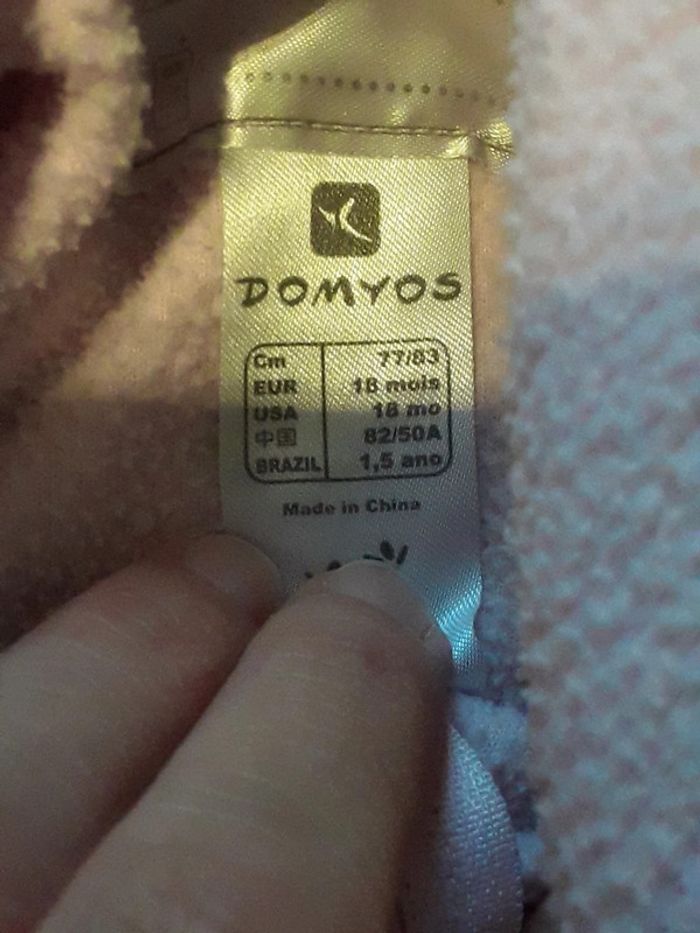 DOMYOS
Cm 77/83
EUR 18 mois
USA 18 mo
中国 82/50A
BRAZIL 1,5 ano
Made in China